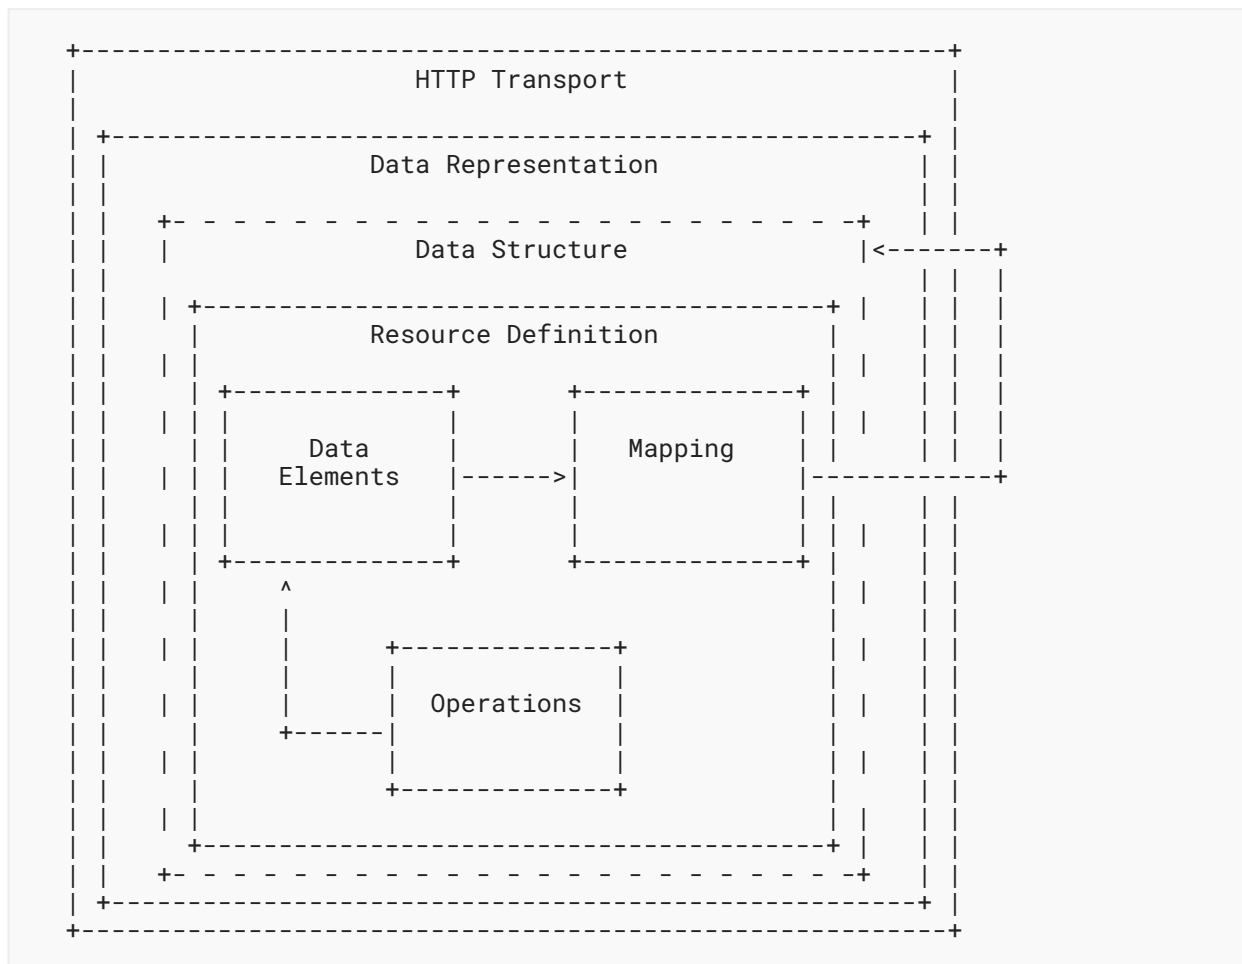 HTTP Transport
Data Representation
Data Structure
Resource Definition
Data
Elements
Mapping
Operations